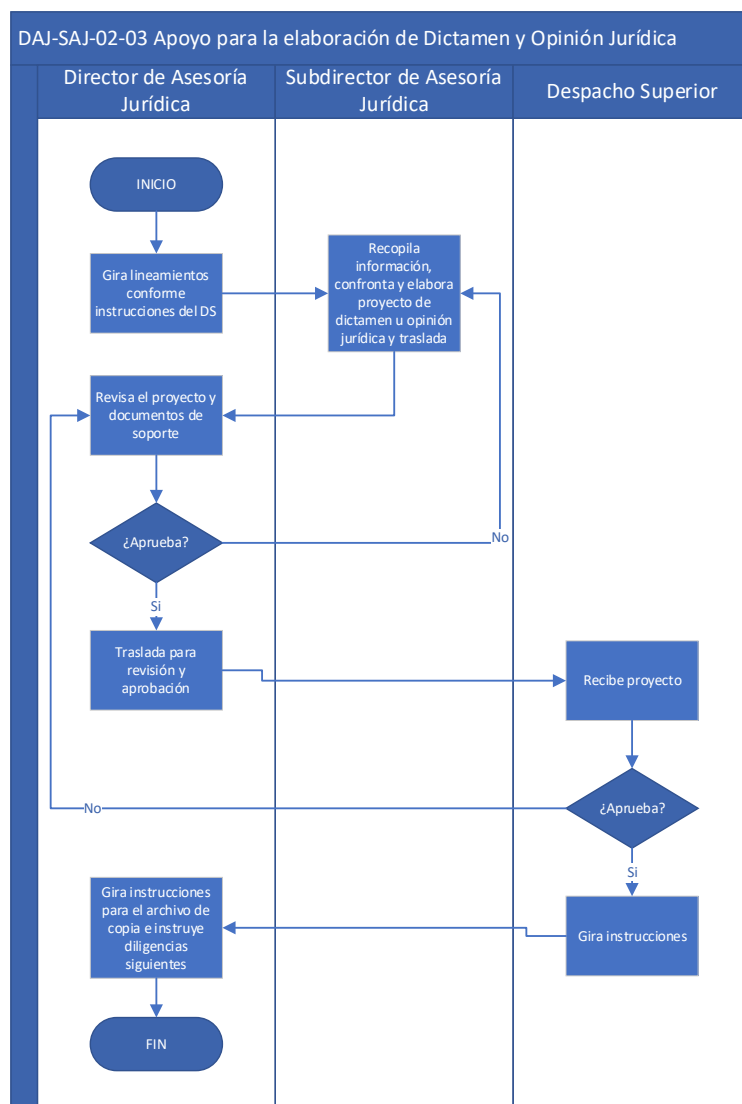 DAJ-SAJ-02-03 Apoyo para la elaboración de Dictamen y Opinión Jurídica
Director de Asesoría
Jurídica
Subdirector de Asesoría
Jurídica
Despacho Superior
INICIO
Gira lineamientos
conforme
instrucciones del DS
Recopila
información,
confronta y elabora
proyecto de
dictamen u opinión
jurídica y traslada
Revisa el proyecto y
documentos de
soporte
¿Aprueba?
No
Si
Traslada para
revisión y
aprobación
Recibe proyecto
¿Aprueba?
No
Si
Gira instrucciones
para el archivo de
copia e instruye
diligencias
siguientes
Gira instrucciones
FIN